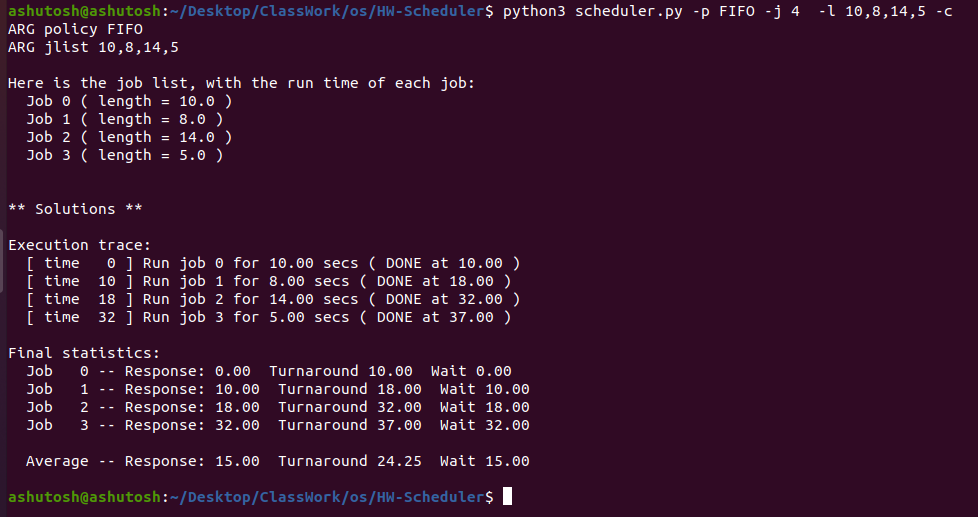 ashutosh@ashutosh:~/Desktop/ClassWork/os/HW-Scheduler$ python3 scheduler.py -p FIFO -j 4  -l 10,8,14,5 -c
ARG policy FIFO
ARG jlist 10,8,14,5

Here is the job list, with the run time of each job:
  Job 0 ( length = 10.0 )
  Job 1 ( length = 8.0 )
  Job 2 ( length = 14.0 )
  Job 3 ( length = 5.0 )


** Solutions **

Execution trace:
  [ time   0 ] Run job 0 for 10.00 secs ( DONE at 10.00 )
  [ time  10 ] Run job 1 for 8.00 secs ( DONE at 18.00 )
  [ time  18 ] Run job 2 for 14.00 secs ( DONE at 32.00 )
  [ time  32 ] Run job 3 for 5.00 secs ( DONE at 37.00 )

Final statistics:
  Job   0 -- Response: 0.00  Turnaround 10.00  Wait 0.00
  Job   1 -- Response: 10.00  Turnaround 18.00  Wait 10.00
  Job   2 -- Response: 18.00  Turnaround 32.00  Wait 18.00
  Job   3 -- Response: 32.00  Turnaround 37.00  Wait 32.00

  Average -- Response: 15.00  Turnaround 24.25  Wait 15.00

ashutosh@ashutosh:~/Desktop/ClassWork/os/HW-Scheduler$